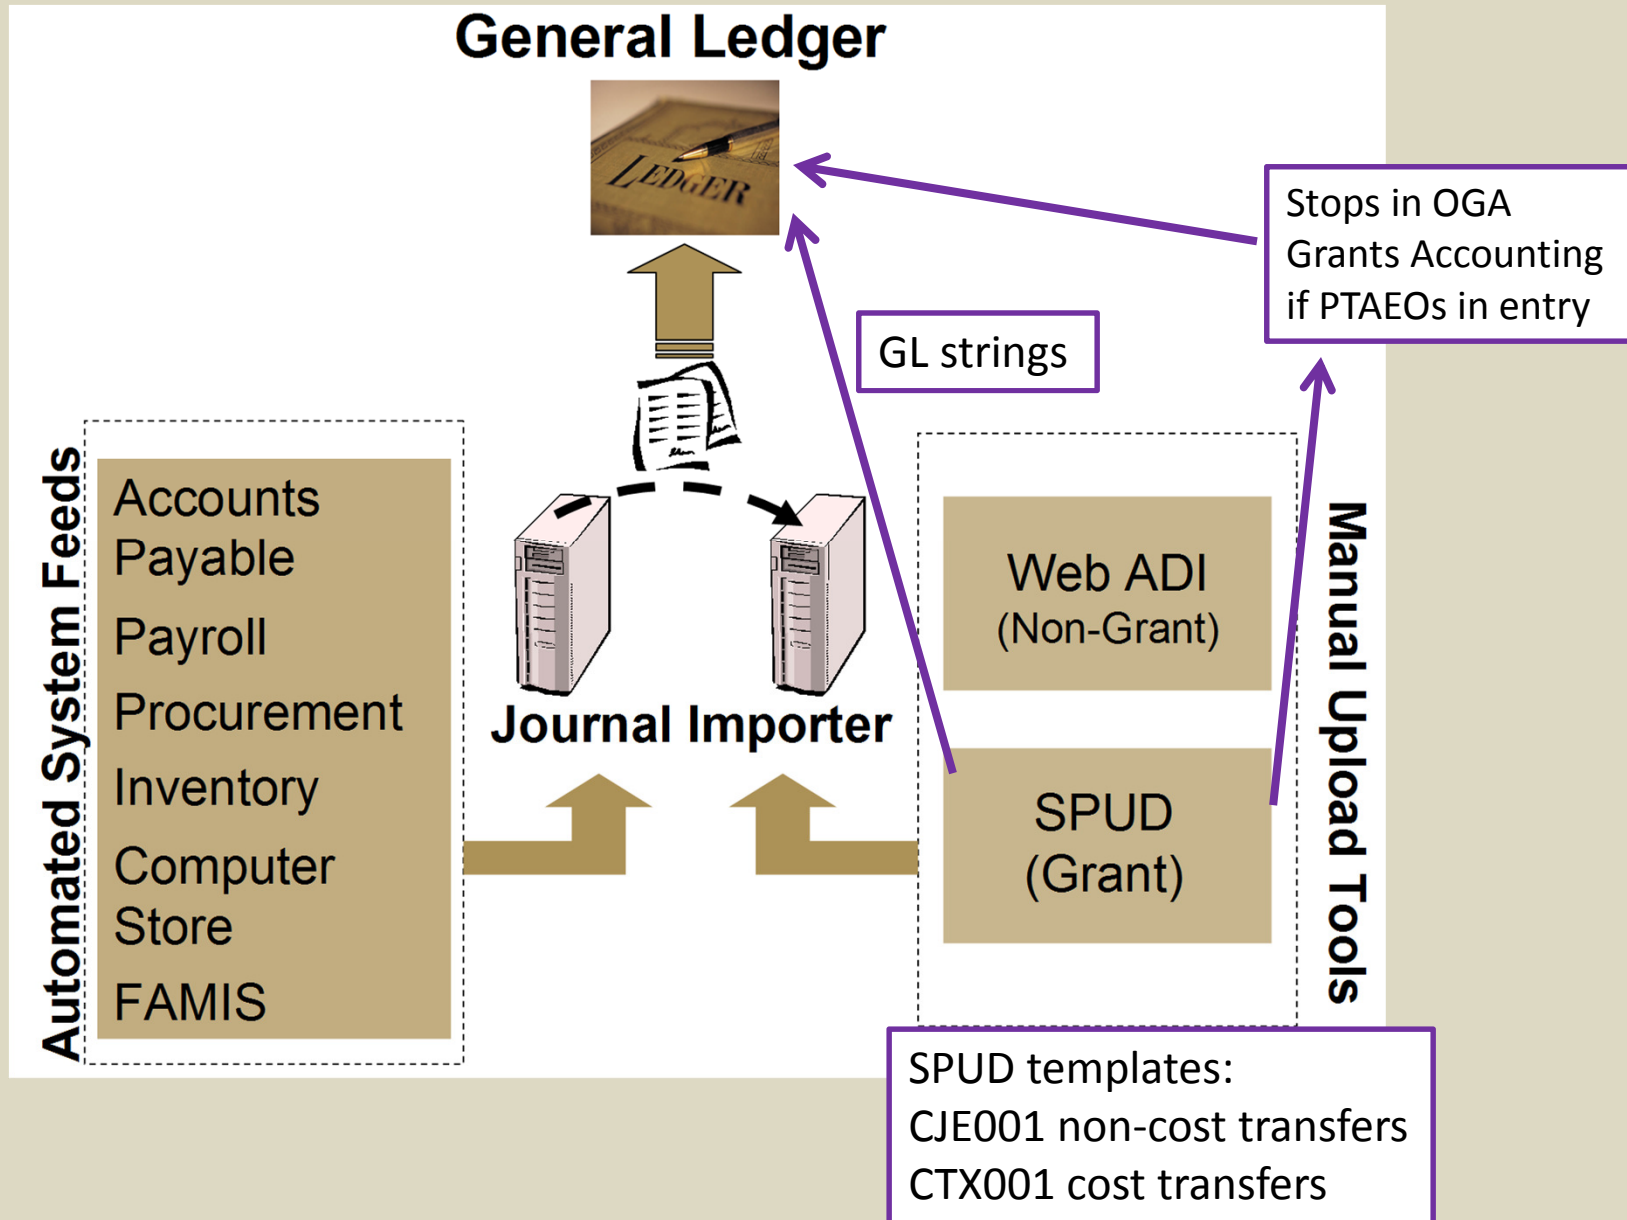 General Ledger
LEDGER
Stops in OGA
Grants Accounting
if PTAEOs in entry
GL strings
Automated System Feeds
Accounts
Payable
Payroll
Procurement
Inventory
Computer
Store
FAMIS
Journal Importer
Web ADI
(Non-Grant)
SPUD
(Grant)
Manual Upload Tools
SPUD templates:
CJE001 non-cost transfers
CTX001 cost transfers